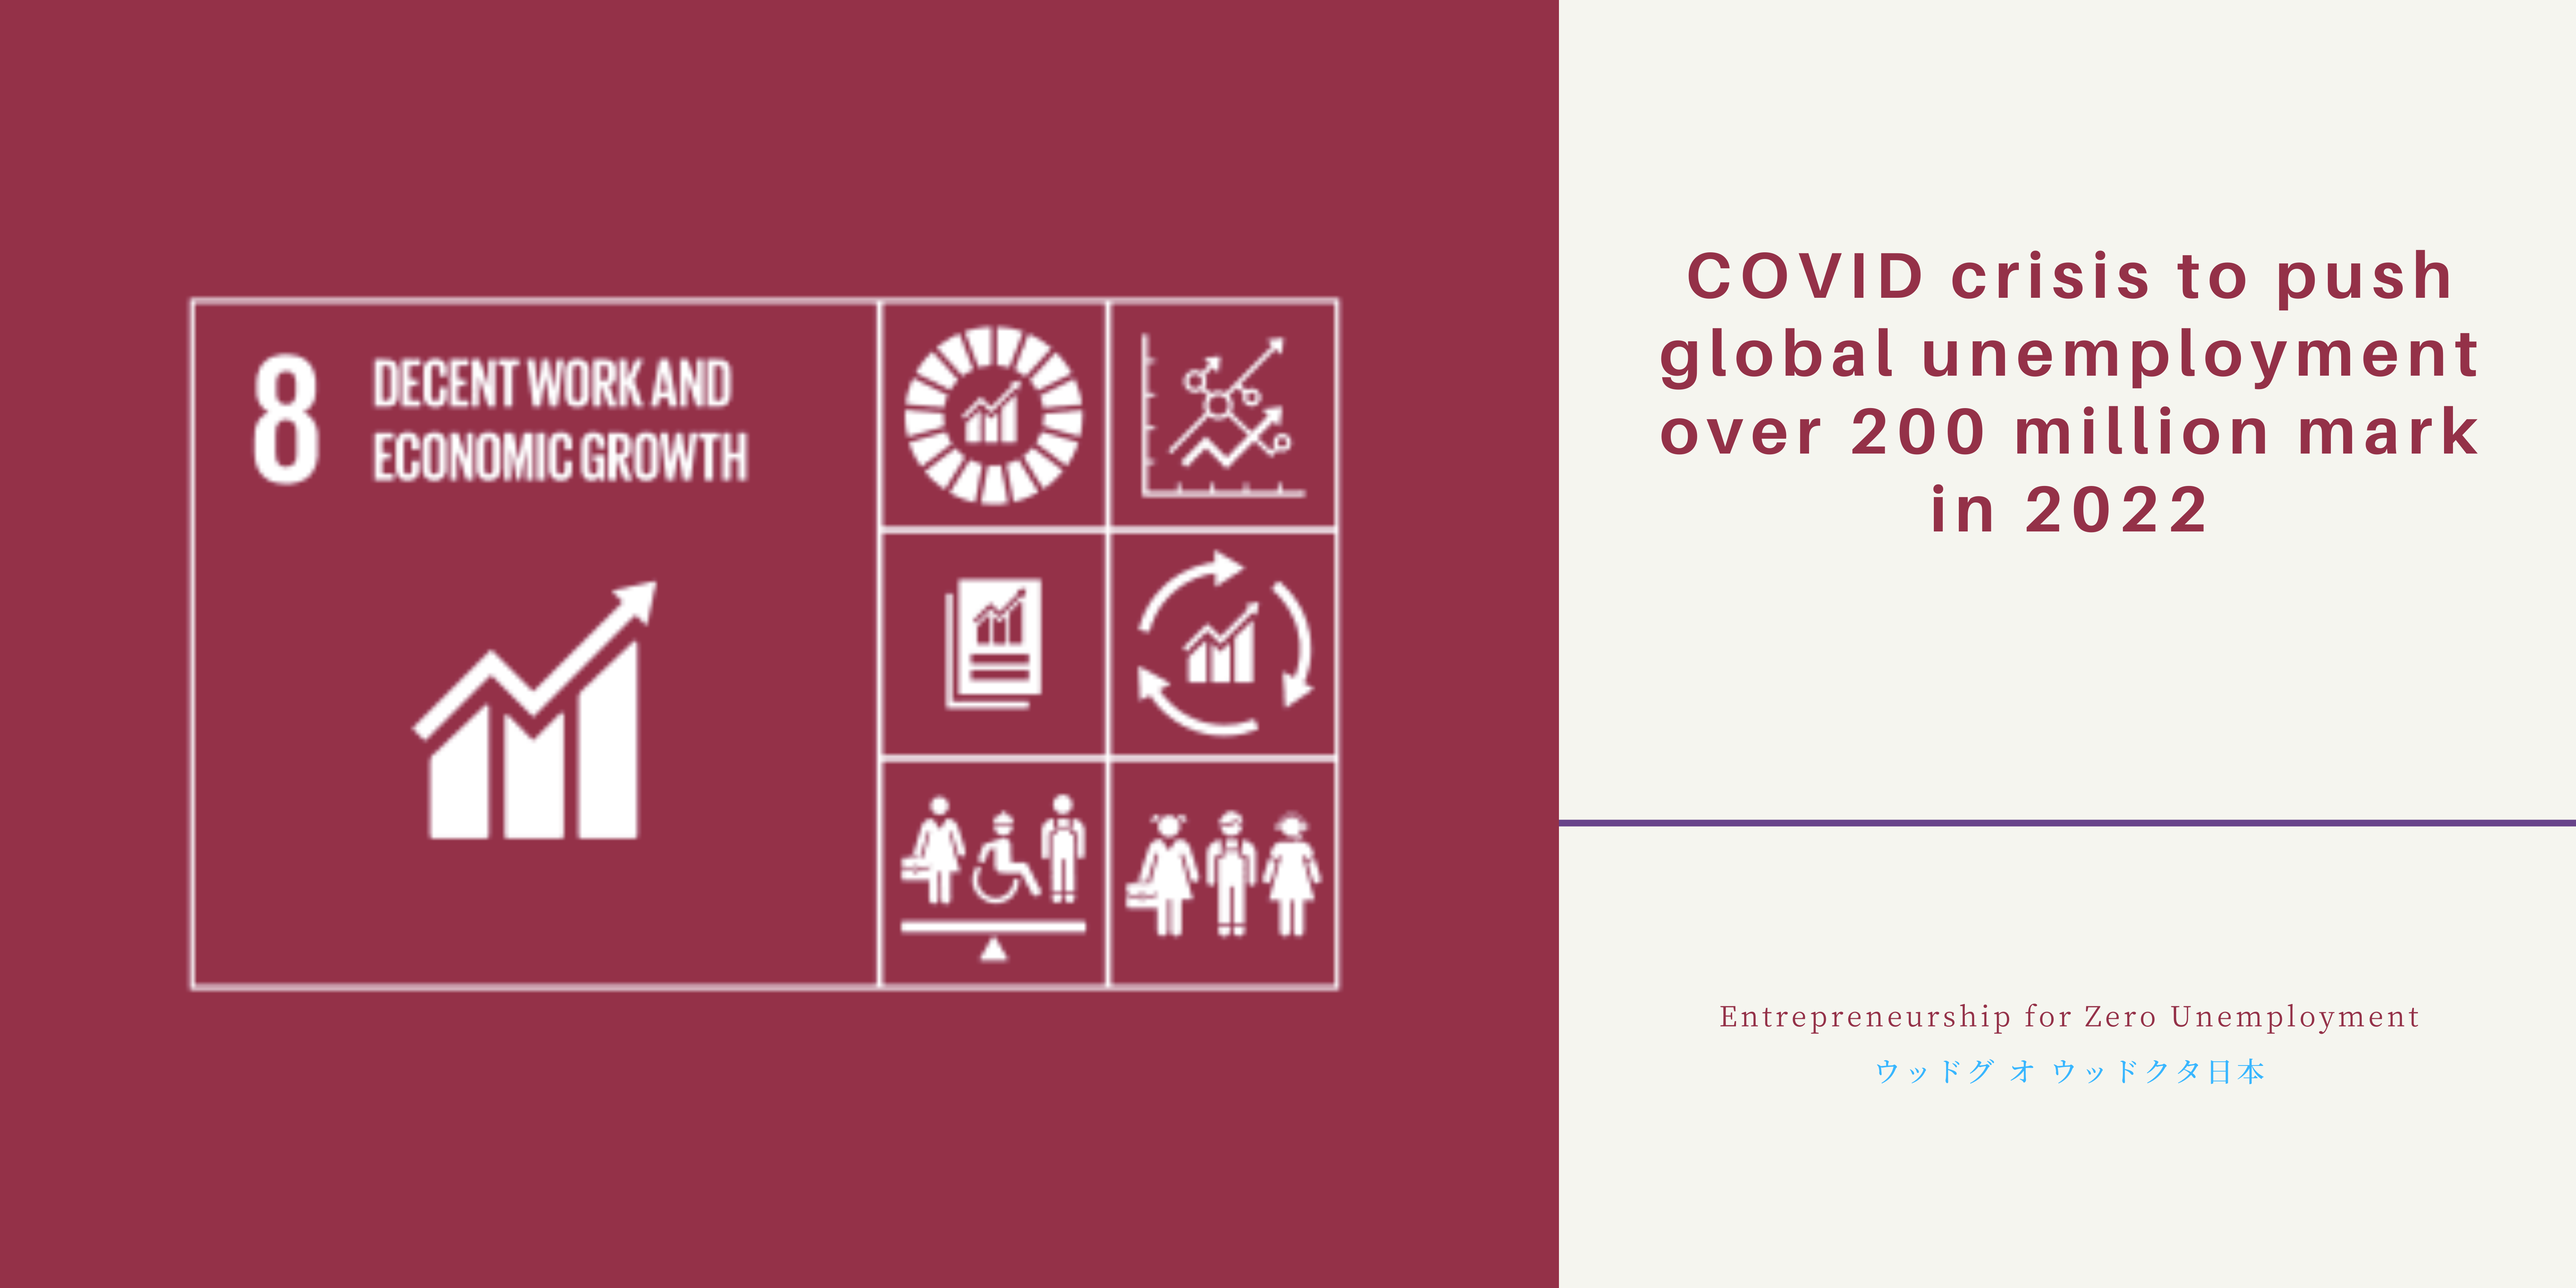 8
DECENT WORK AND
ECONOMIC GROWTH
COVID crisis to push
global unemployment
over 200 million mark
in 2022
Entrepreneurship for Zero Unemployment
ウッドグ オ ウッドクタ日本